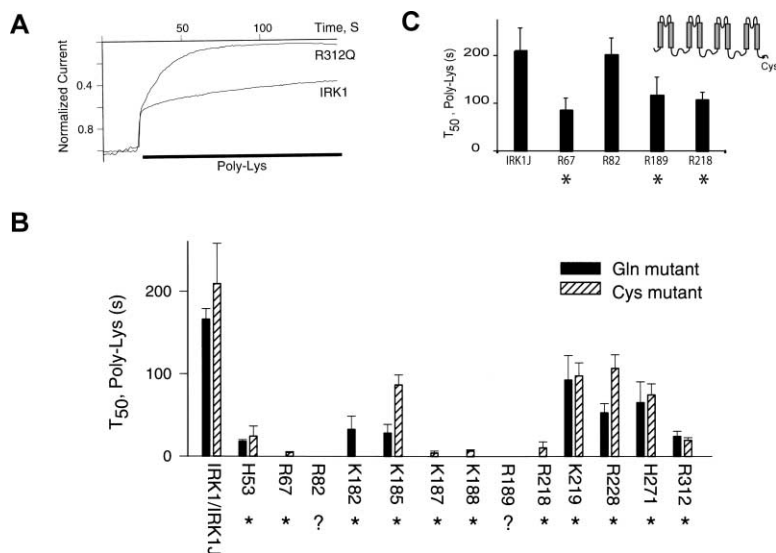 A
50 100 Time, S
Normalized Current
0.4
0.8
R312Q
IRK1
Poly-Lys
C
T50, Poly-Lys (s)
200
100
0
Cys
IRK1J R67 R82 R189 R218
* * *
B
T50, Poly-Lys (s)
200
100
0
Gln mutant
Cys mutant
IRK1/IRK1J H53 R67 R82 K182 K185 K187 K188 R189 R218 K219 R228 H271 R312
* * ? * * * * ? * * * * *